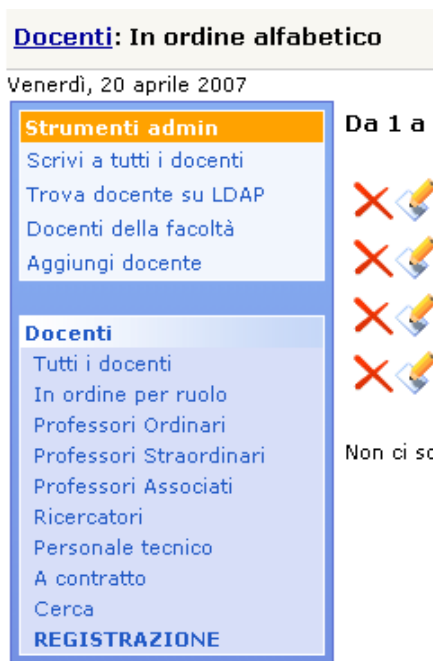 Docenti: In ordine alfabetico
Venerdì, 20 aprile 2007
Strumenti admin
Scrivi a tutti i docenti
Trova docente su LDAP
Docenti della facoltà
Aggiungi docente
Docenti
Tutti i docenti
In ordine per ruolo
Professori Ordinari
Professori Straordinari
Professori Associati
Ricercatori
Personale tecnico
A contratto
Cerca
REGISTRAZIONE
Da 1 a
Non ci